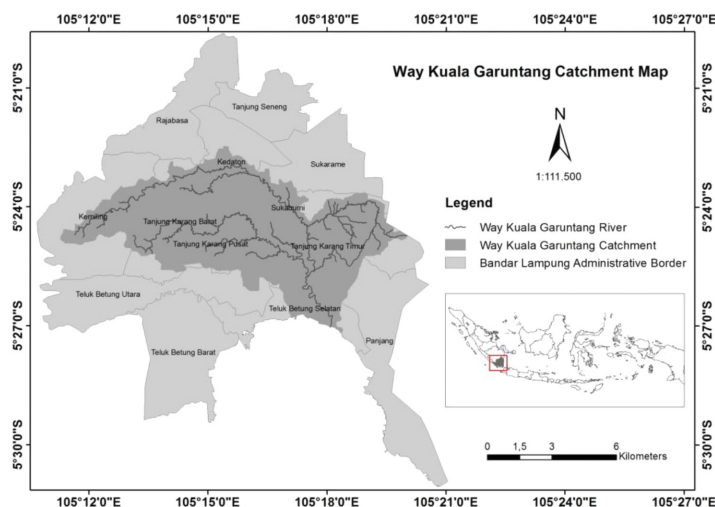 105°12'0"E 105°15'0"E 105°18'0"E 105°21'0"E 105°24'0"E 105°27'0"E
Way Kuala Garuntang Catchment Map
N
1:111.500
Legend
Way Kuala Garuntang River
Way Kuala Garuntang Catchment
Bandar Lampung Administrative Border
Tanjung Seneng
Rajabasa
Kedaton
Sukarame
Kemiling
Sukabumi
Tanjung Karang Barat
Tanjung Karang Pusat
Tanjung Karang Timur
Teluk Betung Utara
Teluk Betung Selatan
Teluk Betung Barat
Panjang
5°21'0"S
5°24'0"S
5°27'0"S
5°30'0"S
5°21'0"S
5°24'0"S
5°27'0"S
5°30'0"S
0 1,5 3 6
Kilometers
105°12'0"E 105°15'0"E 105°18'0"E 105°21'0"E 105°24'0"E 105°27'0"E